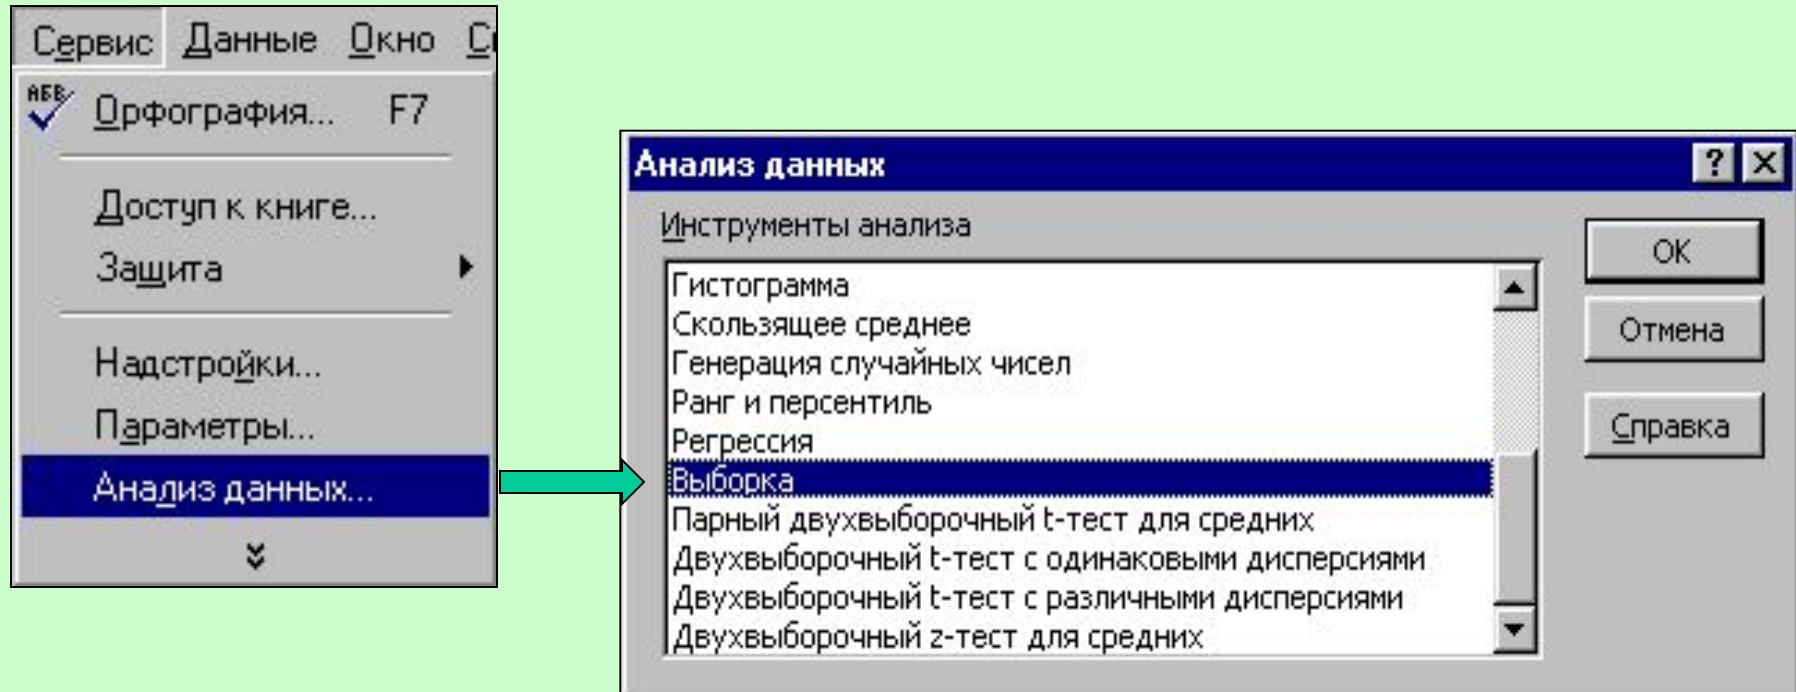 Сервис Данные Окно
АБВ Орфография... F7
Доступ к книге...
Защита
Надстройки...
Параметры...
Анализ данных...
Анализ данных
Инструменты анализа
Гистограмма
Скользящее среднее
Генерация случайных чисел
Ранг и персентиль
Регрессия
Выборка
Парный двухвыборочный t-тест для средних
Двухвыборочный t-тест с одинаковыми дисперсиями
Двухвыборочный t-тест с различными дисперсиями
Двухвыборочный z-тест для средних
OK
Отмена
Справка